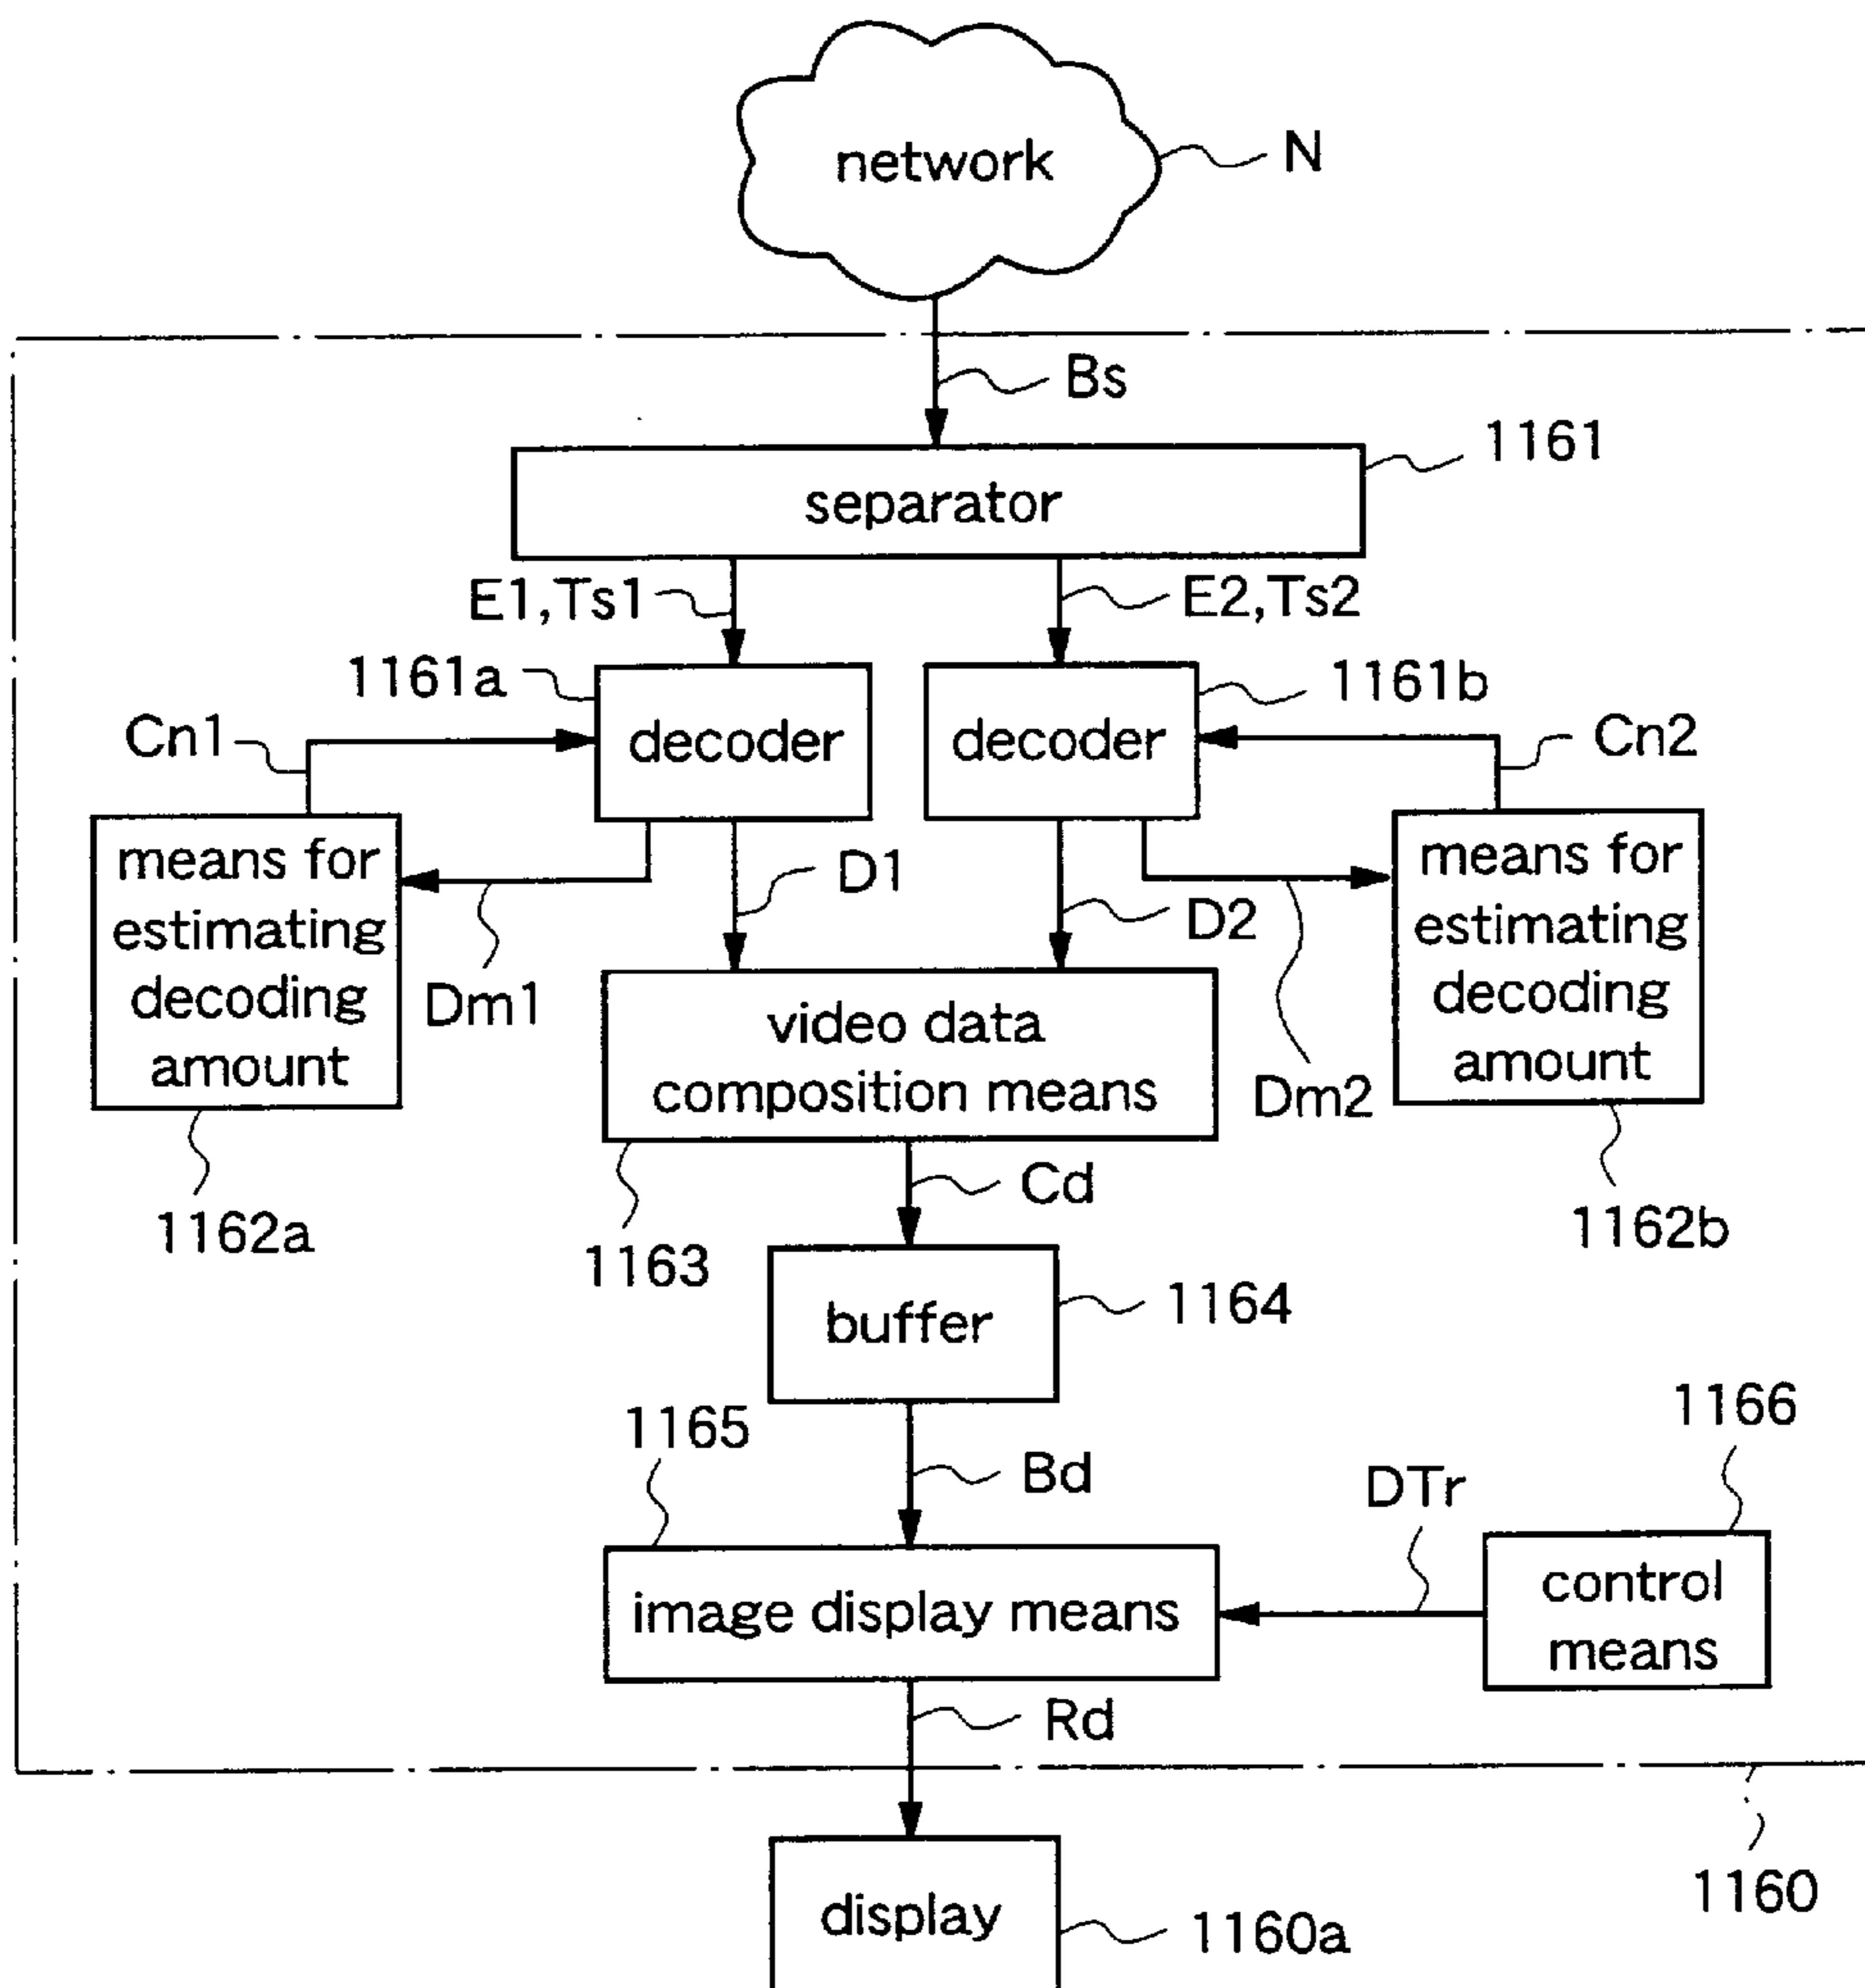 network
N
Bs
1161
separator
E1,Ts1
E2,Ts2
1161a
1161b
Cn1
decoder
decoder
Cn2
means for
estimating
decoding
amount
D1
D2
means for
estimating
decoding
amount
Dm1
video data
composition means
Dm2
1162a
Cd
1162b
1163
buffer
1164
1165
Bd
1166
DTr
image display means
control
means
Rd
1160
display
1160a